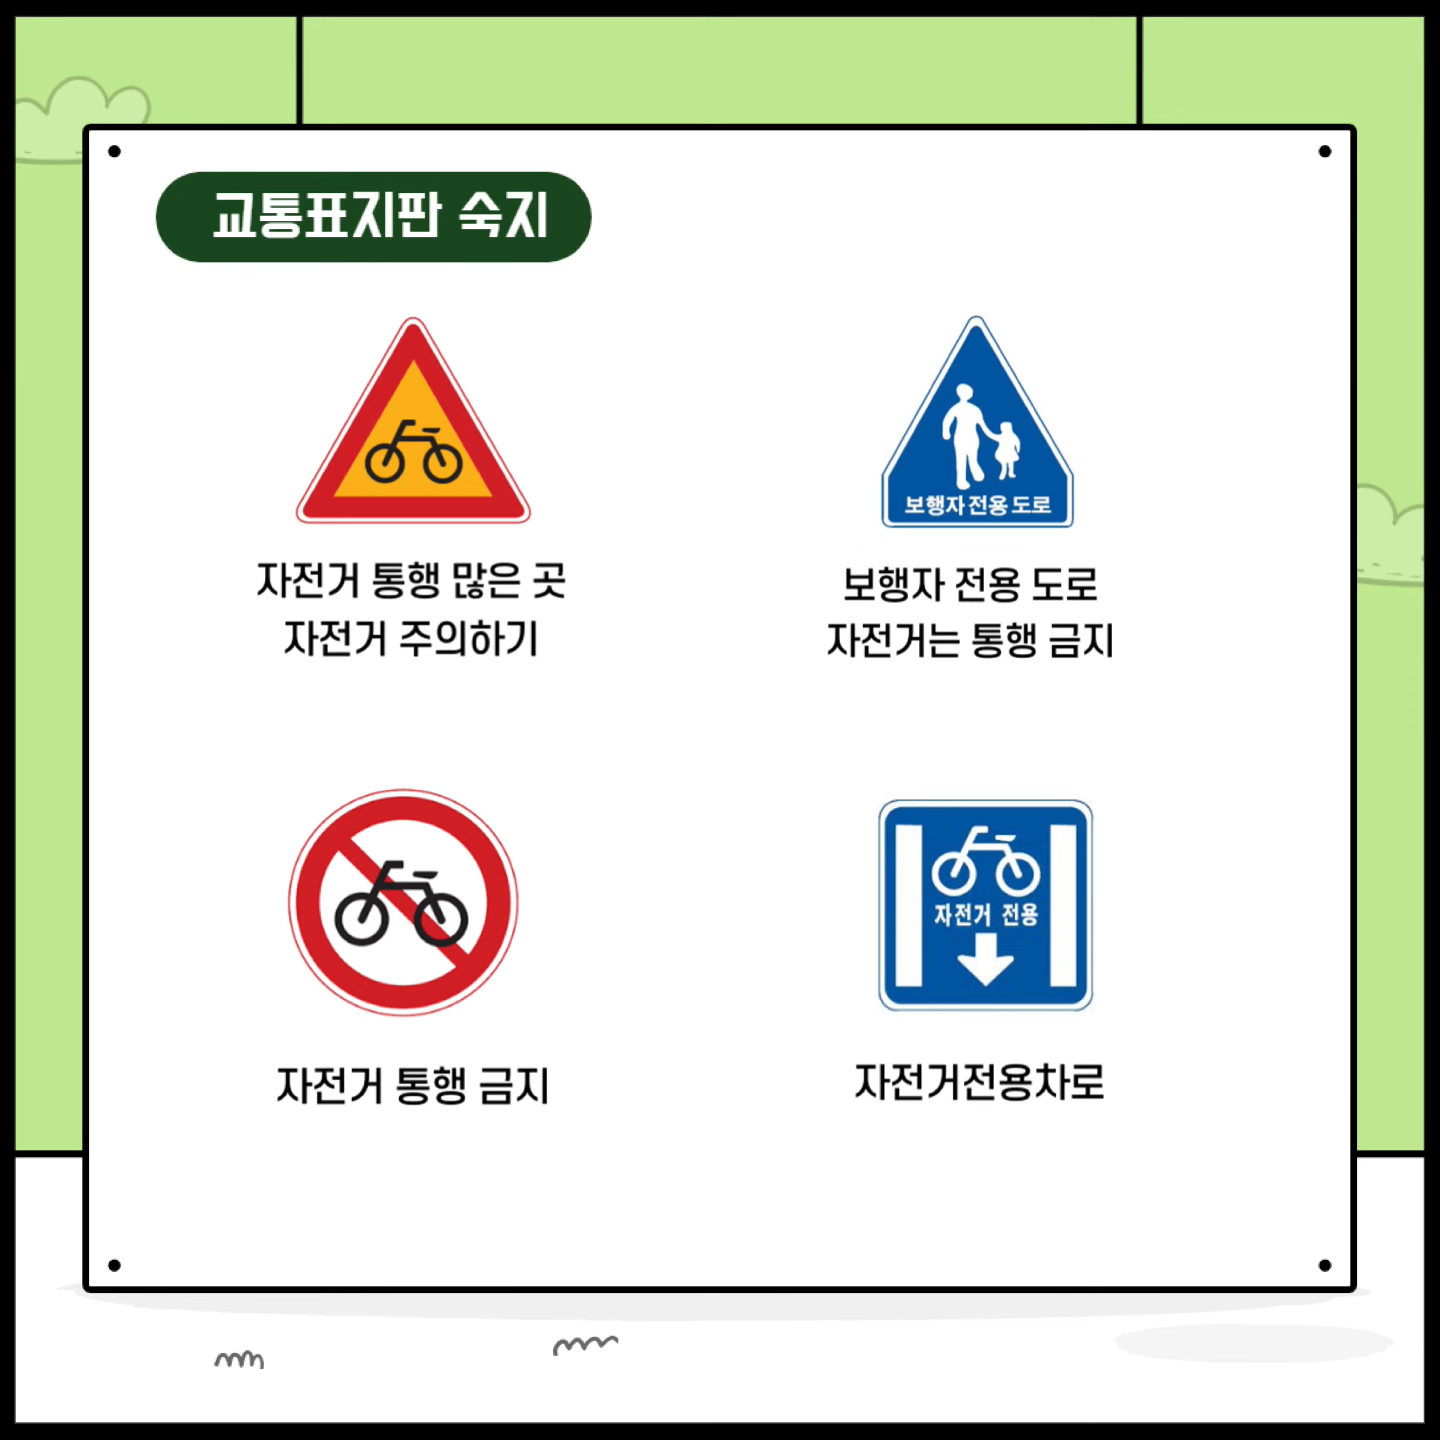 교통표지판 숙지
보행자 전용 도로
자전거 통행 많은 곳
자전거 주의하기
보행자 전용 도로
자전거는 통행 금지
자전거 전용
자전거 통행 금지
자전거전용차로